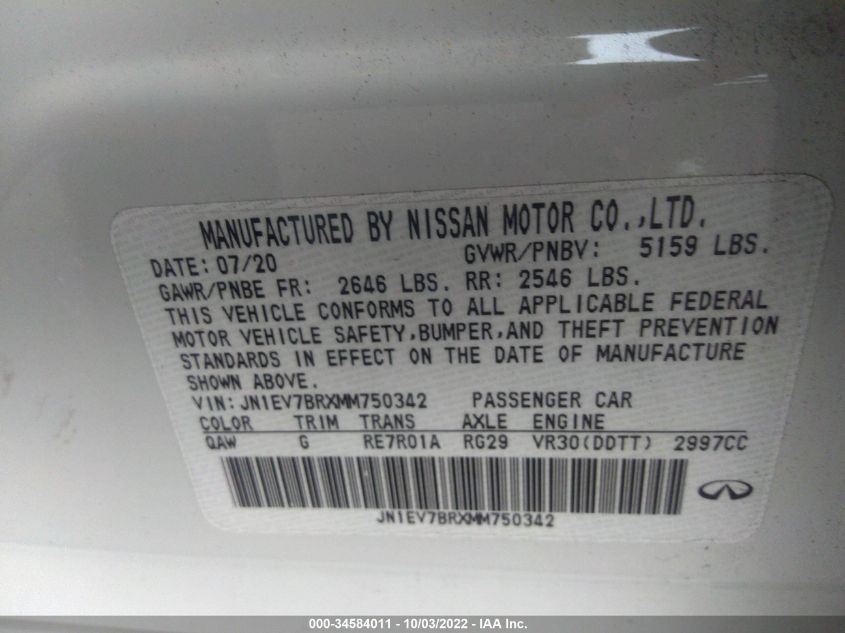 MANUFACTURED BY NISSAN MOTOR CO.,LTD.
DATE: 07/20 GVWR/PNBV: 5159 LBS.
GAWR/PNBE FR: 2646 LBS. RR: 2546 LBS.
THIS VEHICLE CONFORMS TO ALL APPLICABLE FEDERAL
MOTOR VEHICLE SAFETY,BUMPER,AND THEFT PREVENTION
STANDARDS IN EFFECT ON THE DATE OF MANUFACTURE
SHOWN ABOVE.
VIN: JN1EV7BRXMM750342 PASSENGER CAR
COLOR TRIM TRANS AXLE ENGINE
QAW G RE7R01A RG29 VR30(DDTT) 2997CC
JN1EV7BRXMM750342
000-34584011 - 10/03/2022 - IAA Inc.